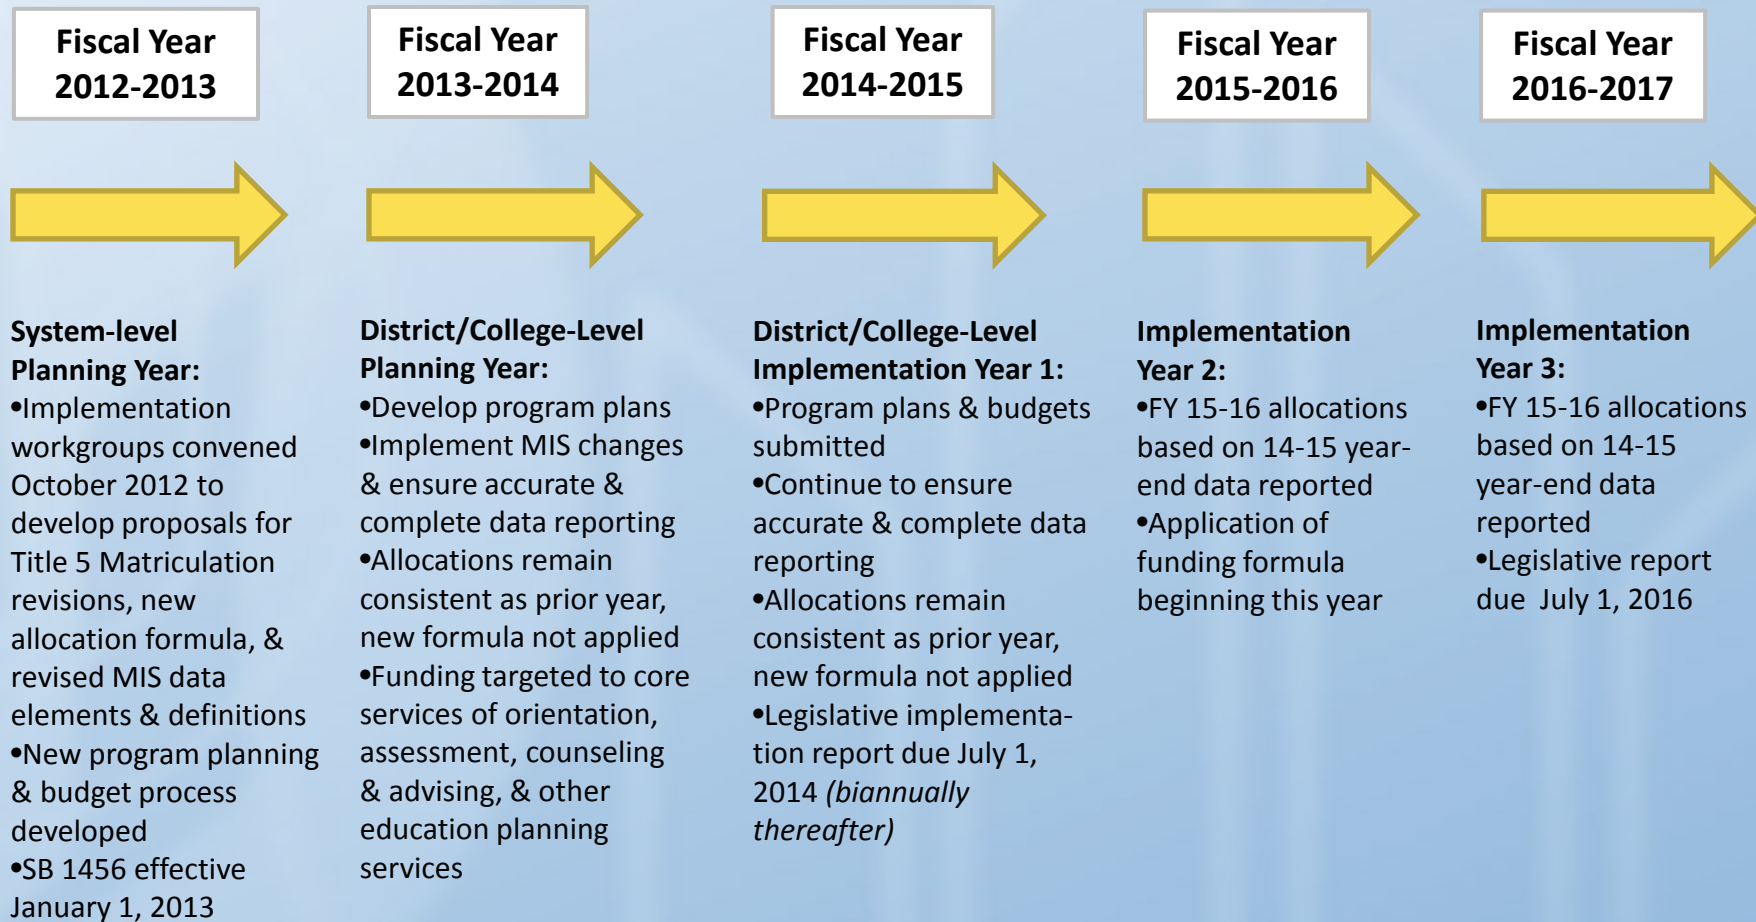 Fiscal Year
2012-2013
Fiscal Year
2013-2014
Fiscal Year
2014-2015
Fiscal Year
2015-2016
Fiscal Year
2016-2017
System-level
Planning Year:
•Implementation
workgroups convened
October 2012 to
develop proposals for
Title 5 Matriculation
revisions, new
allocation formula, &
revised MIS data
elements & definitions
•New program planning
& budget process
developed
•SB 1456 effective
January 1, 2013
District/College-Level
Planning Year:
•Develop program plans
•Implement MIS changes
& ensure accurate &
complete data reporting
•Allocations remain
consistent as prior year,
new formula not applied
•Funding targeted to core
services of orientation,
assessment, counseling
& advising, & other
education planning
services
District/College-Level
Implementation Year 1:
•Program plans & budgets
submitted
•Continue to ensure
accurate & complete data
reporting
•Allocations remain
consistent as prior year,
new formula not applied
•Legislative implementa-
tion report due July 1,
2014 (biannually
thereafter)
Implementation
Year 2:
•FY 15-16 allocations
based on 14-15 year-
end data reported
•Application of
funding formula
beginning this year
Implementation
Year 3:
•FY 15-16 allocations
based on 14-15
year-end data
reported
•Legislative report
due July 1, 2016